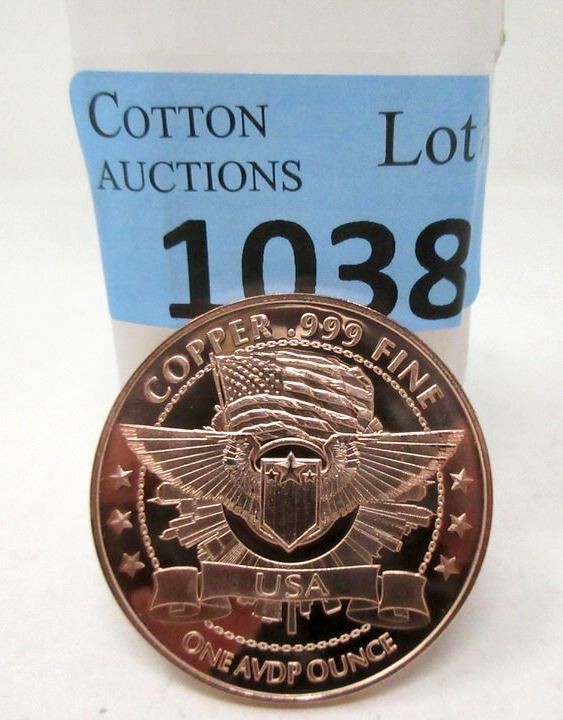 COTTON
AUCTIONS
Lot
1038
COPPER .999 FINE
USA
ONE AVDP OUNCE